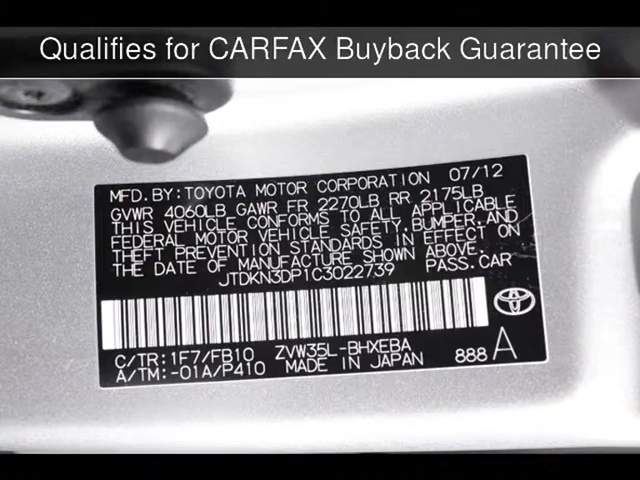 Qualifies for CARFAX Buyback Guarantee
MFD. BY: TOYOTA MOTOR CORPORATION 07/12
GVWR 4060LB GAWR FR 2270LB RR 2175LB
THIS VEHICLE CONFORMS TO ALL APPLICABLE
FEDERAL MOTOR VEHICLE SAFETY, BUMPER, AND
THEFT PREVENTION STANDARDS IN EFFECT ON
THE DATE OF MANUFACTURE SHOWN ABOVE.
JTDKN3DP1C3022739 PASS. CAR
C/TR: 1F7/FB10 ZVW35L-BHXEBA
A/TM: -01A/P410 MADE IN JAPAN 888 A